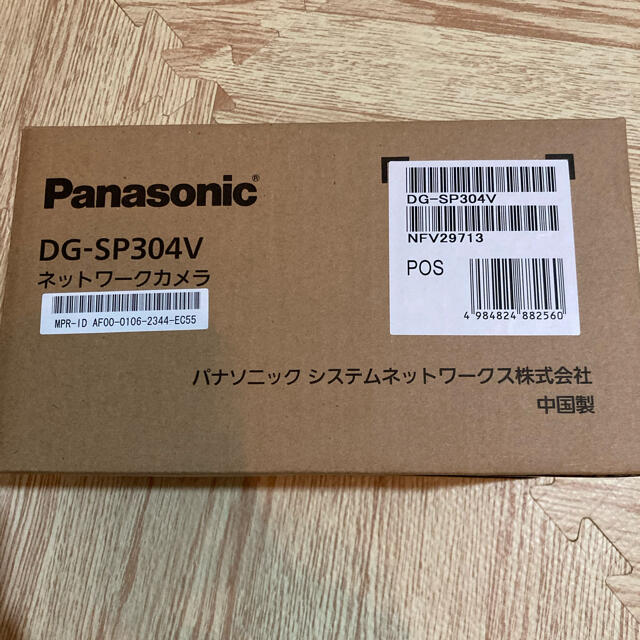 Panasonic®
DG-SP304V
ネットワークカメラ
MPR-ID AF00-0106-2344-EC55
DG-SP304V
NFV29713
POS
4 984824 882560
パナソニック システムネットワークス株式会社
中国製